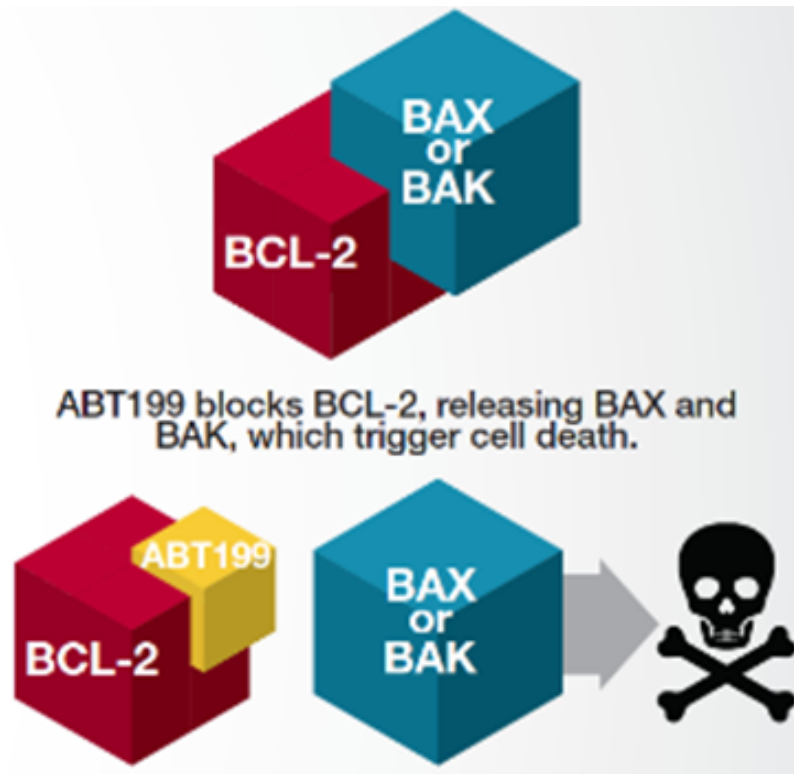 BAX
or
BAK
BCL-2
ABT199 blocks BCL-2, releasing BAX and
BAK, which trigger cell death.
ABT199
BCL-2
BAX
or
BAK